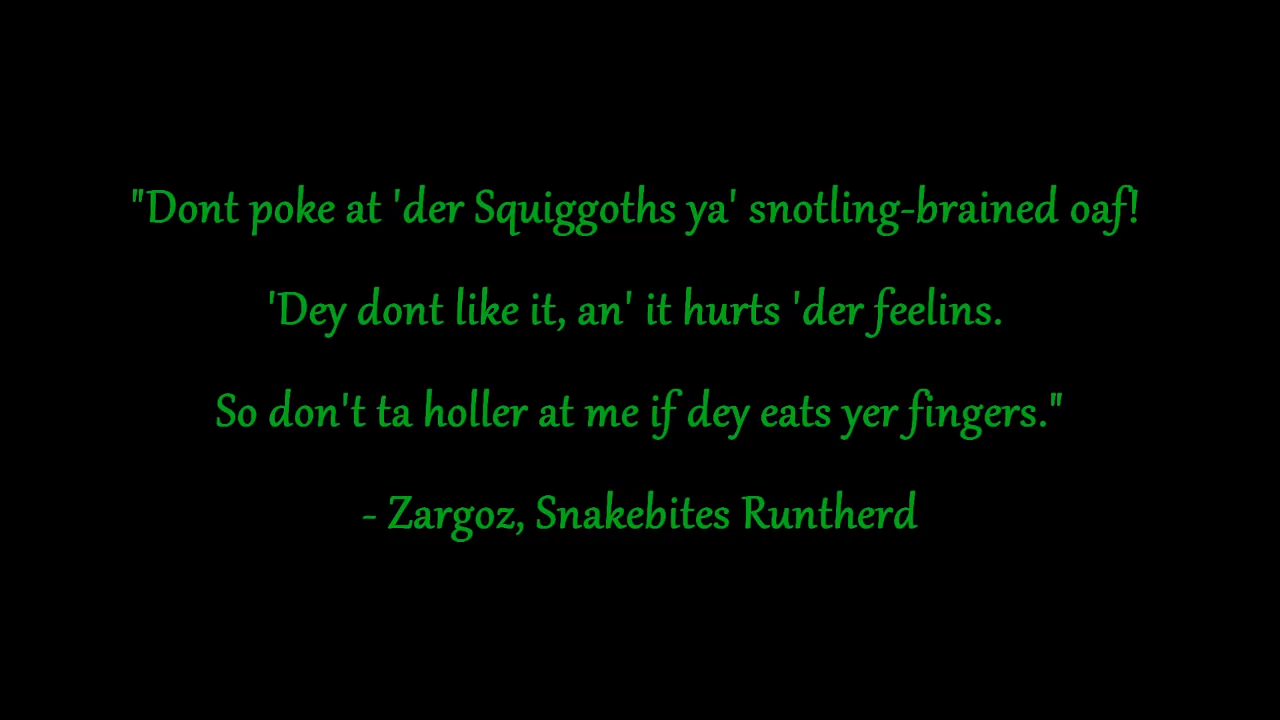 "Dont poke at 'der Squiggoths ya' snotling-brained oaf!
'Dey dont like it, an' it hurts 'der feelins.
So don't ta holler at me if dey eats yer fingers."
- Zargoz, Snakebites Runtherd